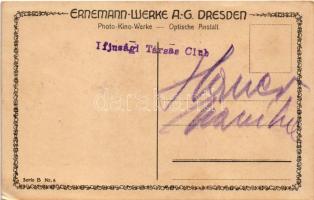 ERNEMANN-WERKE A-G. DRESDEN
Photo-Kino-Werke — Optische Anstalt
Ifjusági Társas Club
Serie B Nr. 4